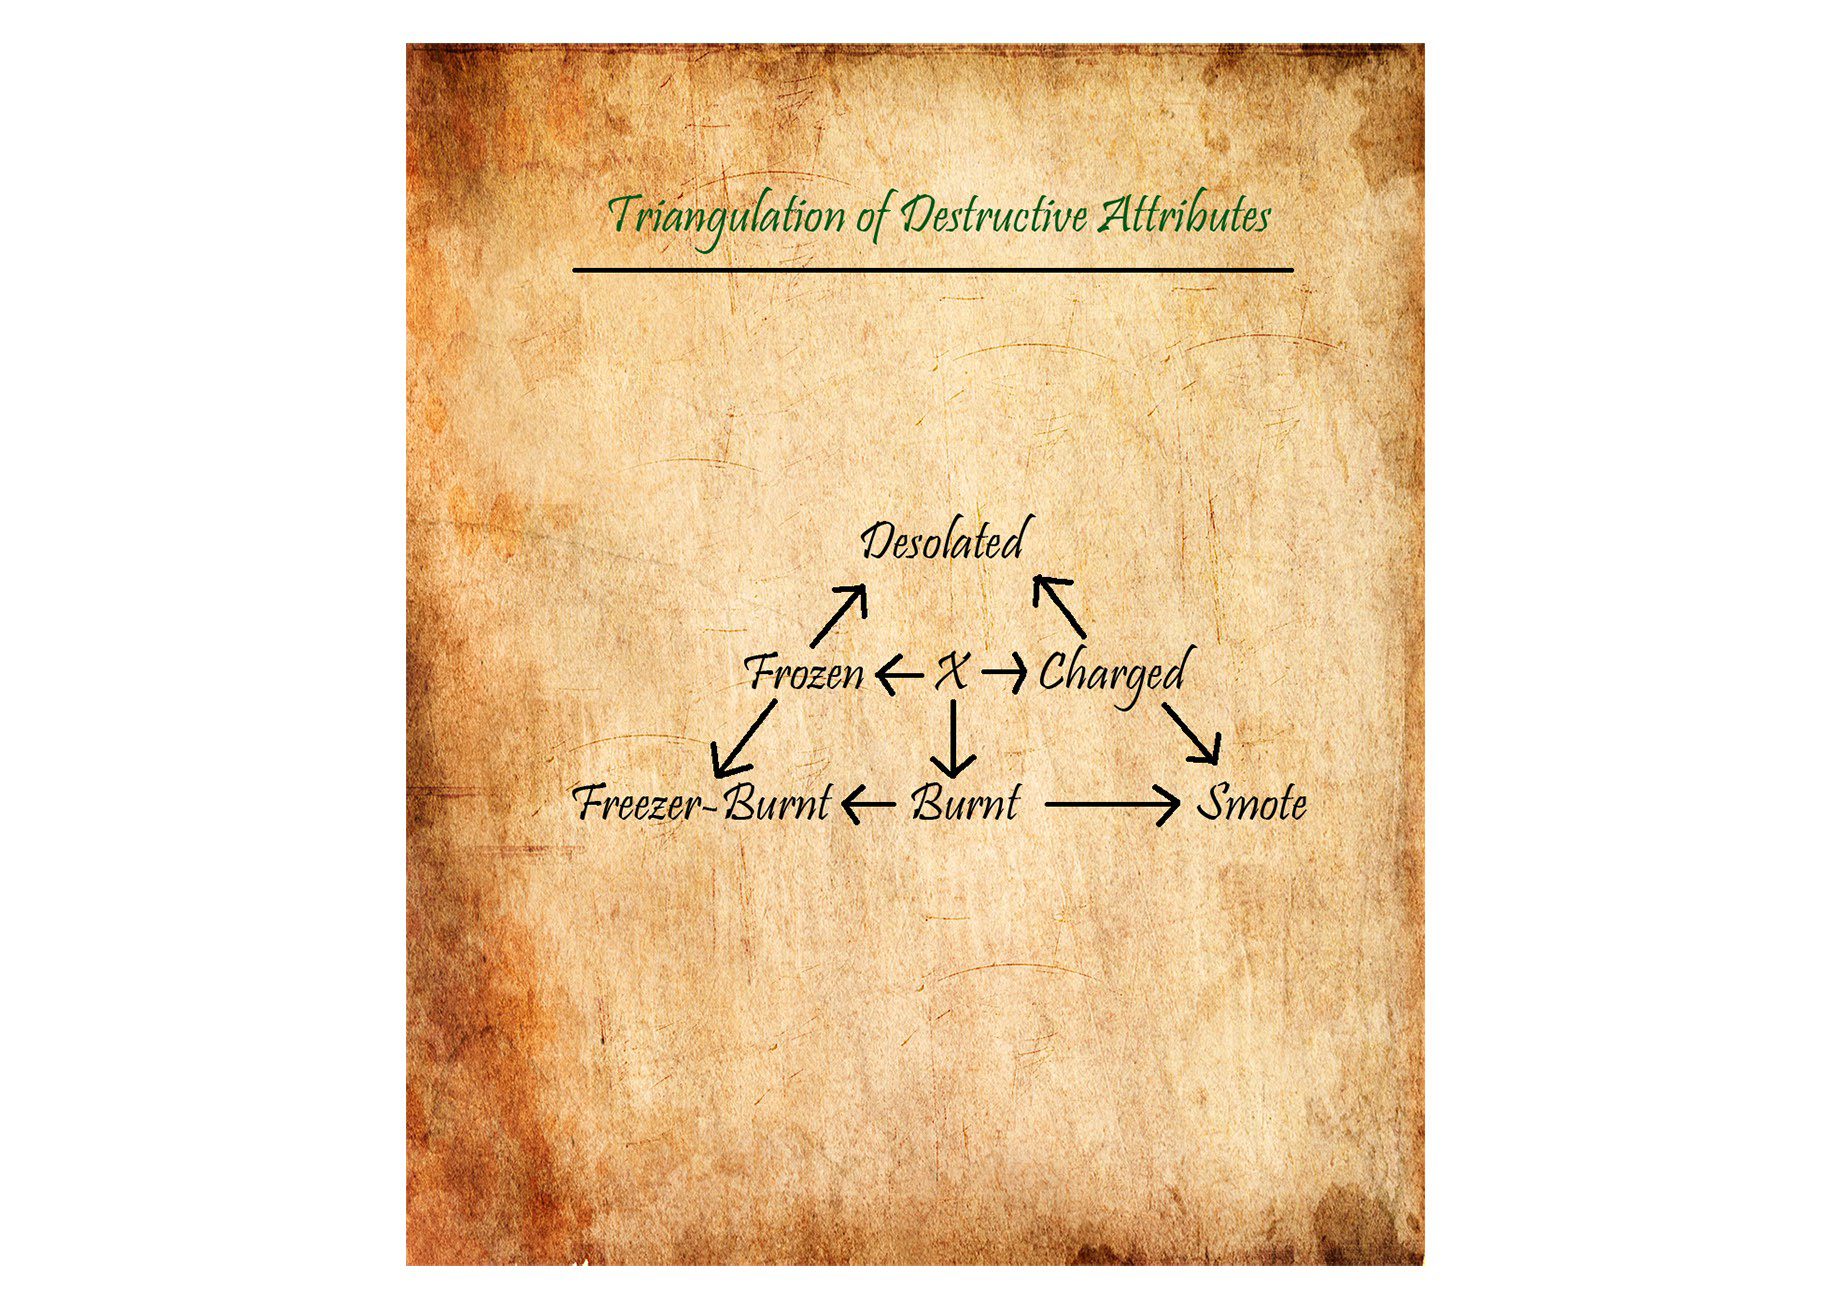 Triangulation of Destructive Attributes
Desolated
Frozen X Charged
Freezer-Burnt Burnt Smote